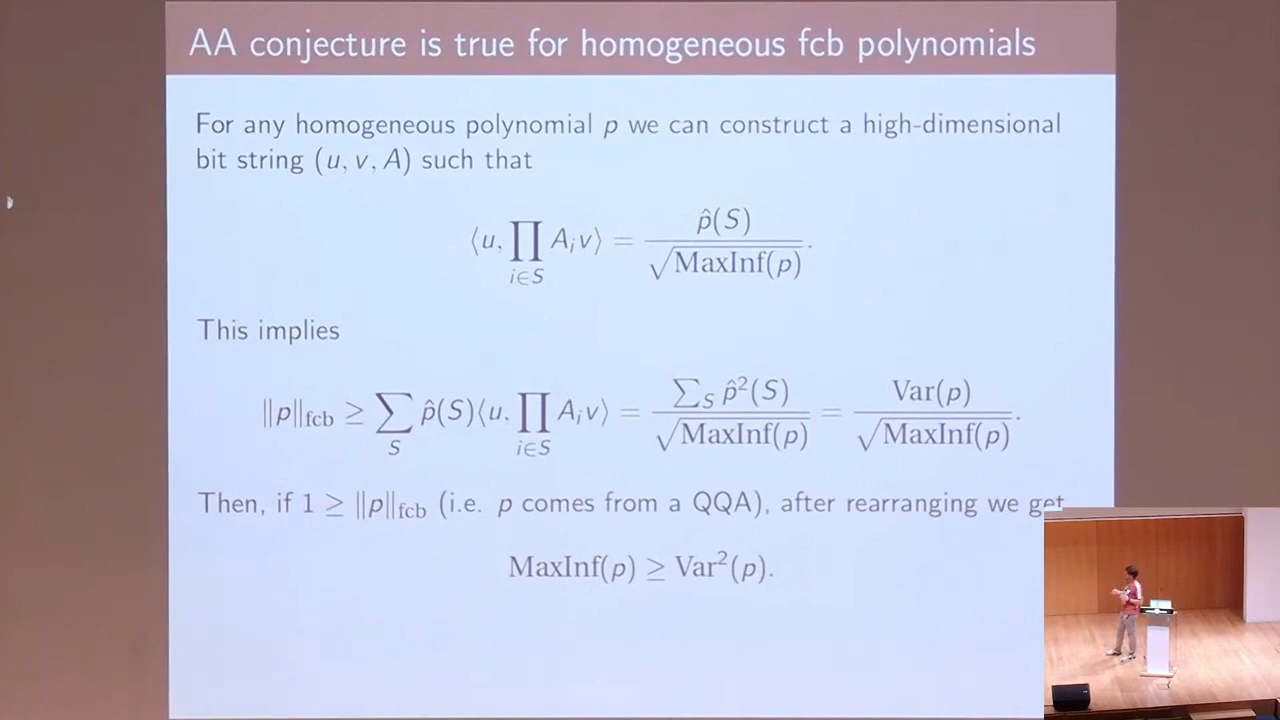 AA conjecture is true for homogeneous fcb polynomials
For any homogeneous polynomial p we can construct a high-dimensional
bit string (u, v, A) such that
⟨u, ∏_{i∈S} A_i v⟩ = p̂(S) / √MaxInf(p).
This implies
‖p‖_fcb ≥ ∑_S p̂(S)⟨u, ∏_{i∈S} A_i v⟩ = ∑_S p̂²(S) / √MaxInf(p) = Var(p) / √MaxInf(p).
Then, if 1 ≥ ‖p‖_fcb (i.e. p comes from a QQA), after rearranging we get
MaxInf(p) ≥ Var²(p).